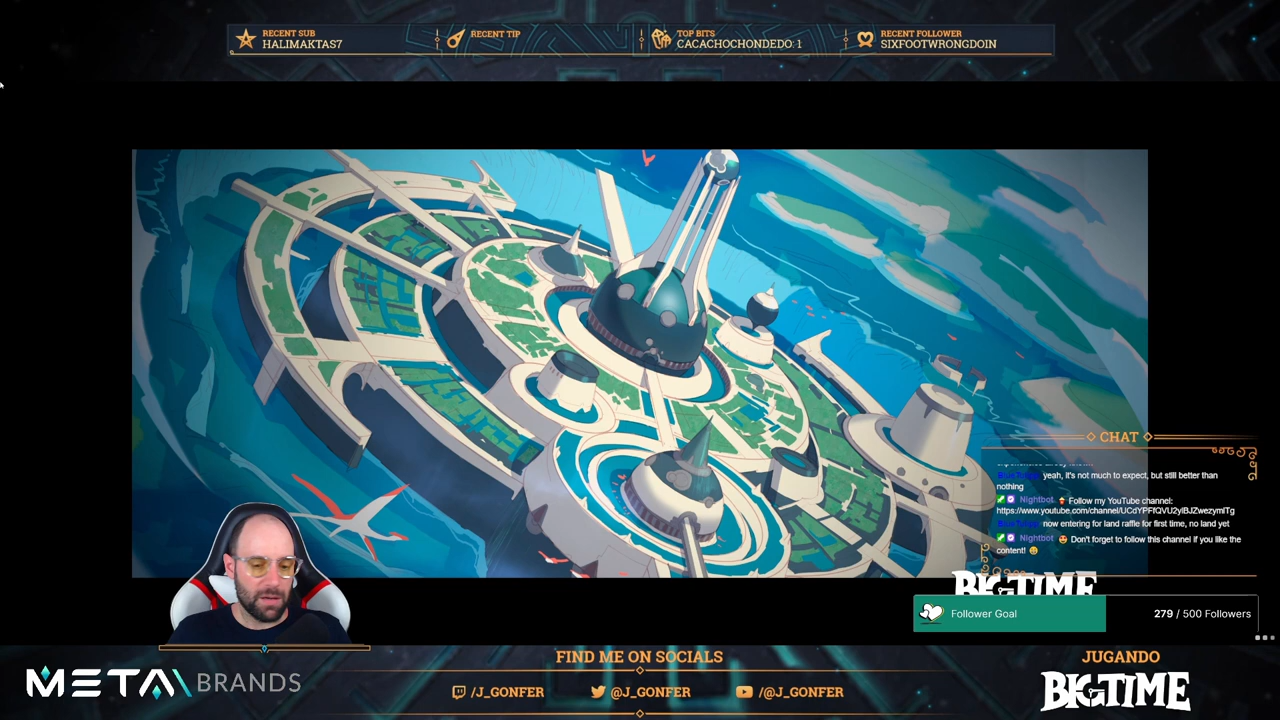 RECENT SUB
HALIMAKTAS7
RECENT TIP
TOP BITS
CACACHOCHONDEDO: 1
RECENT FOLLOWER
SIXFOOTWRONGDOIN
CHAT
yeah, it's not much to expect, but still better than
nothing
Nightbot Follow my YouTube channel:
now entering for land raffle for first time, no land yet
Nightbot Don't forget to follow this channel if you like the
content!
BIGTIME
Follower Goal
279 / 500 Followers
FIND ME ON SOCIALS
/J_GONFER
@J_GONFER
/@J_GONFER
JUGANDO
BIGTIME
META BRANDS